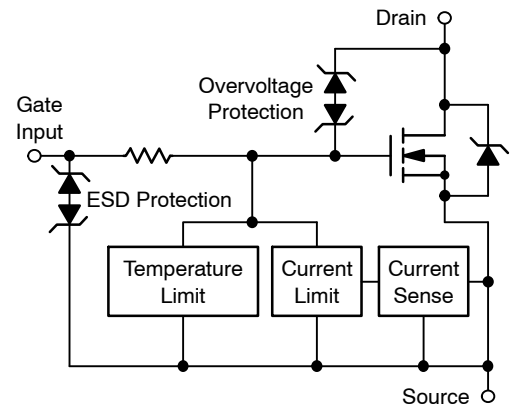 Drain
Overvoltage
Protection
Gate
Input
ESD Protection
Temperature
Limit
Current
Limit
Current
Sense
Source